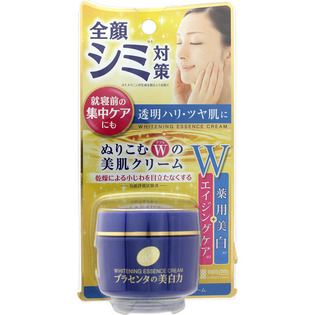 全顔
シミ対策
就寝前の
集中ケア
にも
透明ハリ・ツヤ肌に
WHITENING ESSENCE CREAM
ぬりこむWの
美肌クリーム
乾燥による小じわを目立たなくする
W
薬用美白
+
エイジングケア
WHITENING ESSENCE CREAM
プラセンタの美白力